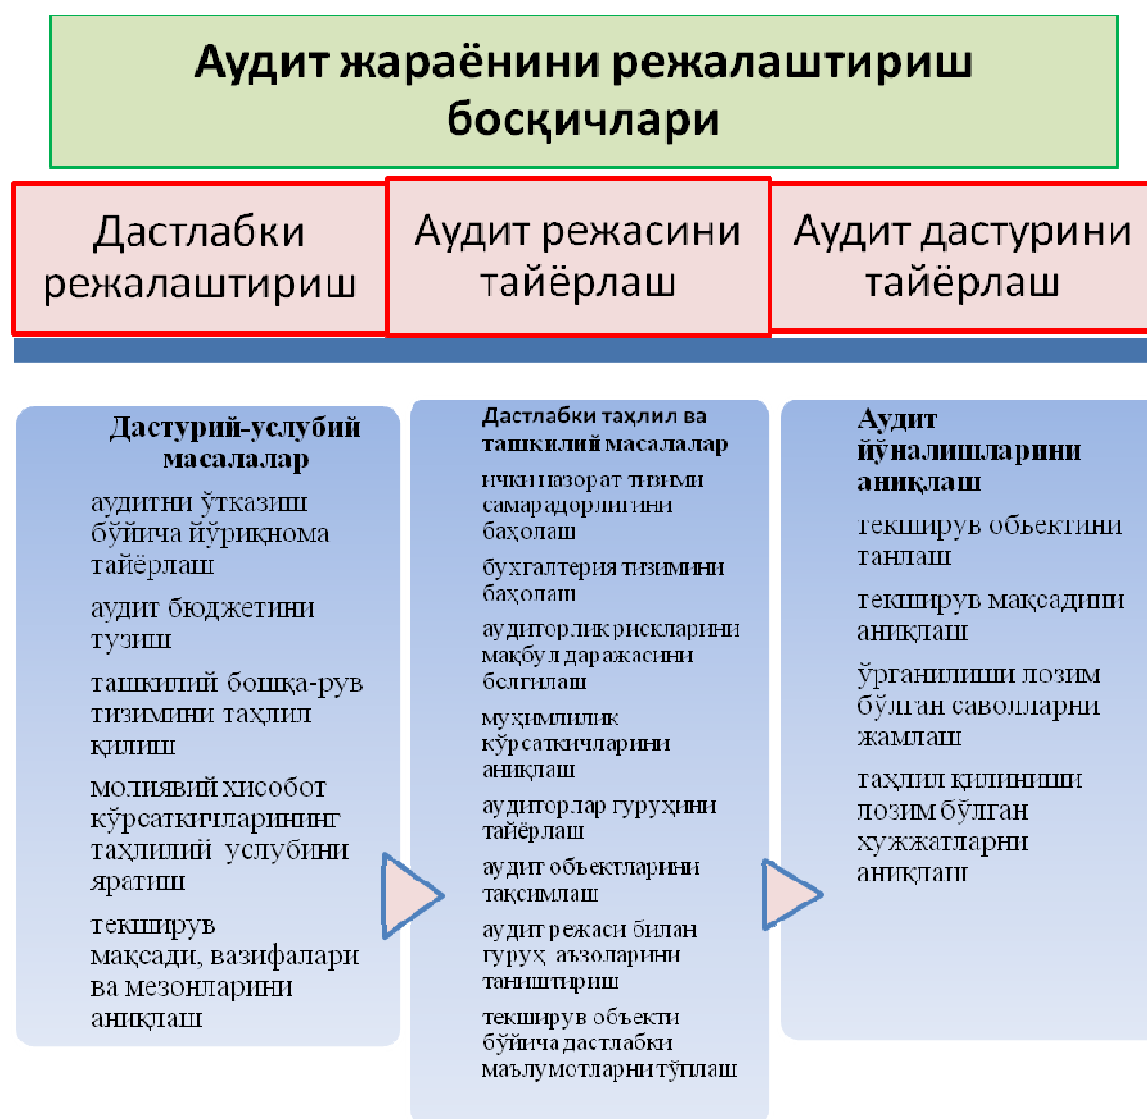 Аудит жараёнини режалаштириш
босқичлари
Дастлабки
режалаштириш
Аудит режасини
тайёрлаш
Аудит дастурини
тайёрлаш
Дастурий-услубий
масалалар
аудитни ўтказиш
бўйича йўриқнома
тайёрлаш
аудит бюджетини
тузиш
ташкилий бошқа-рув
тизимини таҳлил
қилиш
молиявий хисобот
кўрсаткичларининг
таҳлилий услубини
яратиш
текширув
мақсади, вазифалари
ва мезонларини
аниқлаш
Дастлабки таҳлил ва
ташкилий масалалар
ички назорат тизими
самарадорлигини
баҳолаш
бухгалтерия тизимини
баҳолаш
аудиторлик рискларини
мақбул даражасини
белгилаш
муҳимлилик
кўрсаткичларини
аниқлаш
аудиторлар гуруҳини
тайёрлаш
аудит объектларини
тақсимлаш
аудит режаси билан
гуруҳ аъзоларини
таништириш
текширув объекти
бўйича дастлабки
маълумотларни тўплаш
Аудит
йўналишларини
аниқлаш
текширув объектини
танлаш
текширув мақсадини
аниқлаш
ўрганилиши лозим
бўлган саволларни
жамлаш
таҳлил қилиниши
лозим бўлган
хужжатларни
аниқлаш